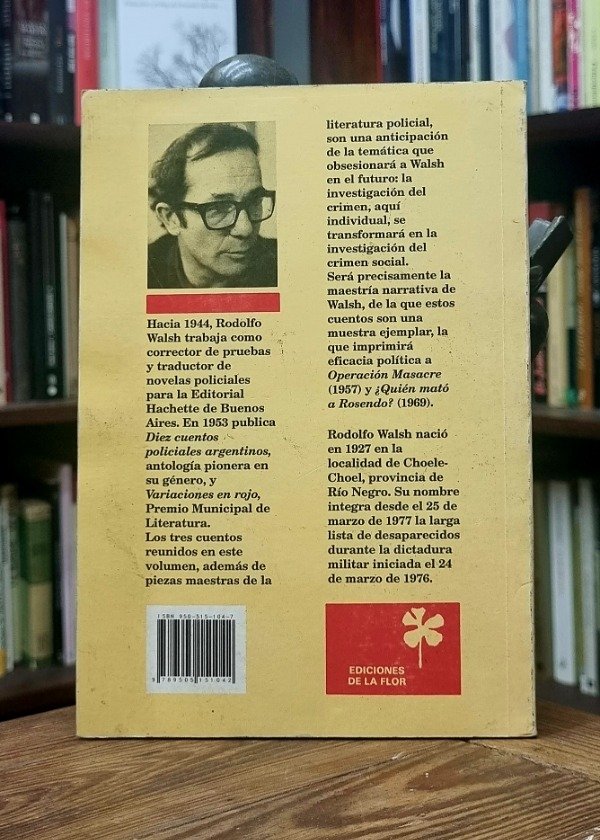 Hacia 1944, Rodolfo
Walsh trabaja como
corrector de pruebas
y traductor de
novelas policiales
para la Editorial
Hachette de Buenos
Aires. En 1953 publica
Diez cuentos
policiales argentinos,
antología pionera en
su género, y
Variaciones en rojo,
Premio Municipal de
Literatura.
Los tres cuentos
reunidos en este
volumen, además de
piezas maestras de la
literatura policial,
son una anticipación
de la temática que
obsesionará a Walsh
en el futuro: la
investigación del
crimen, aquí
individual, se
transformará en la
investigación del
crimen social.
Será precisamente la
maestría narrativa de
Walsh, de la que estos
cuentos son una
muestra ejemplar, la
que imprimirá
eficacia política a
Operación Masacre
(1957) y ¿Quién mató
a Rosendo? (1969).
Rodolfo Walsh nació
en 1927 en la
localidad de Choele-
Choel, provincia de
Río Negro. Su nombre
integra desde el 25 de
marzo de 1977 la larga
lista de desaparecidos
durante la dictadura
militar iniciada el 24
de marzo de 1976.
ISBN 950-515-104-7
9 789505 151042
EDICIONES
DE LA FLOR